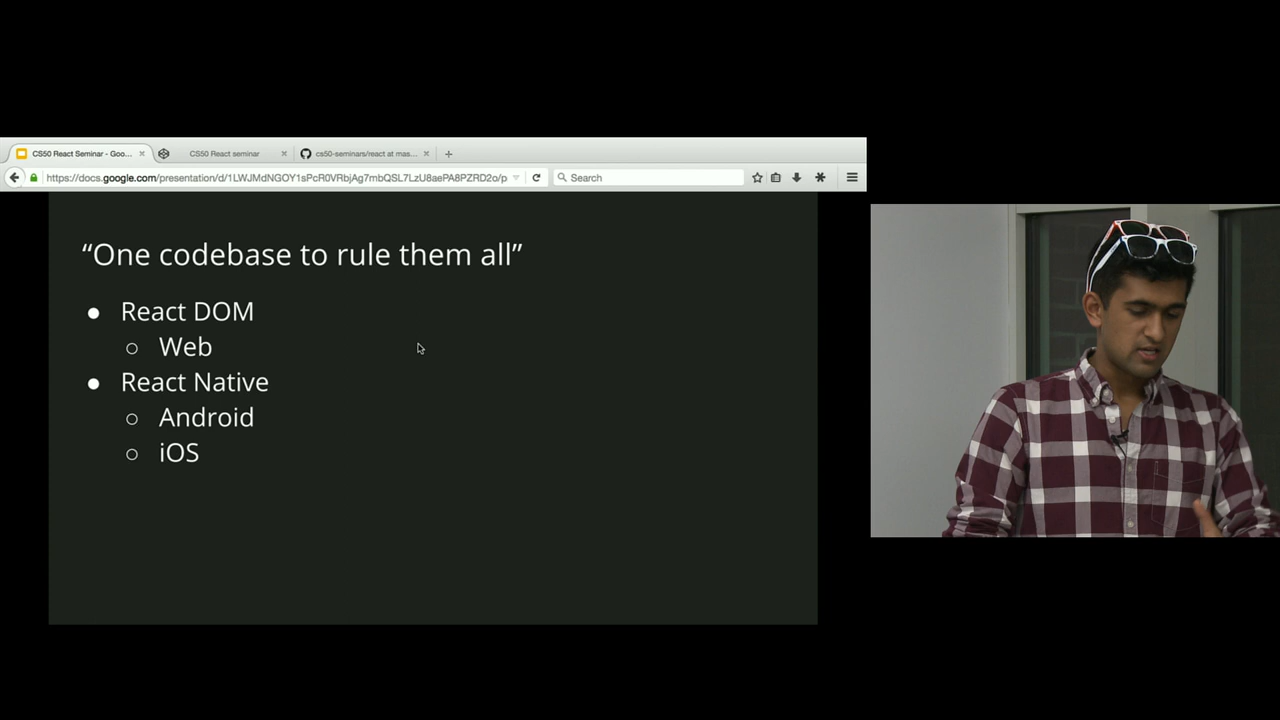 CS50 React Seminar - Goo...
CS50 React seminar
cs50-seminars/react at mas...
https://docs.google.com/presentation/d/1LWJMdNGOY1sPcR0VRbjAg7mbQSL7LzU8aePA8PZRD2o/p
Search
“One codebase to rule them all”
React DOM
Web
React Native
Android
iOS